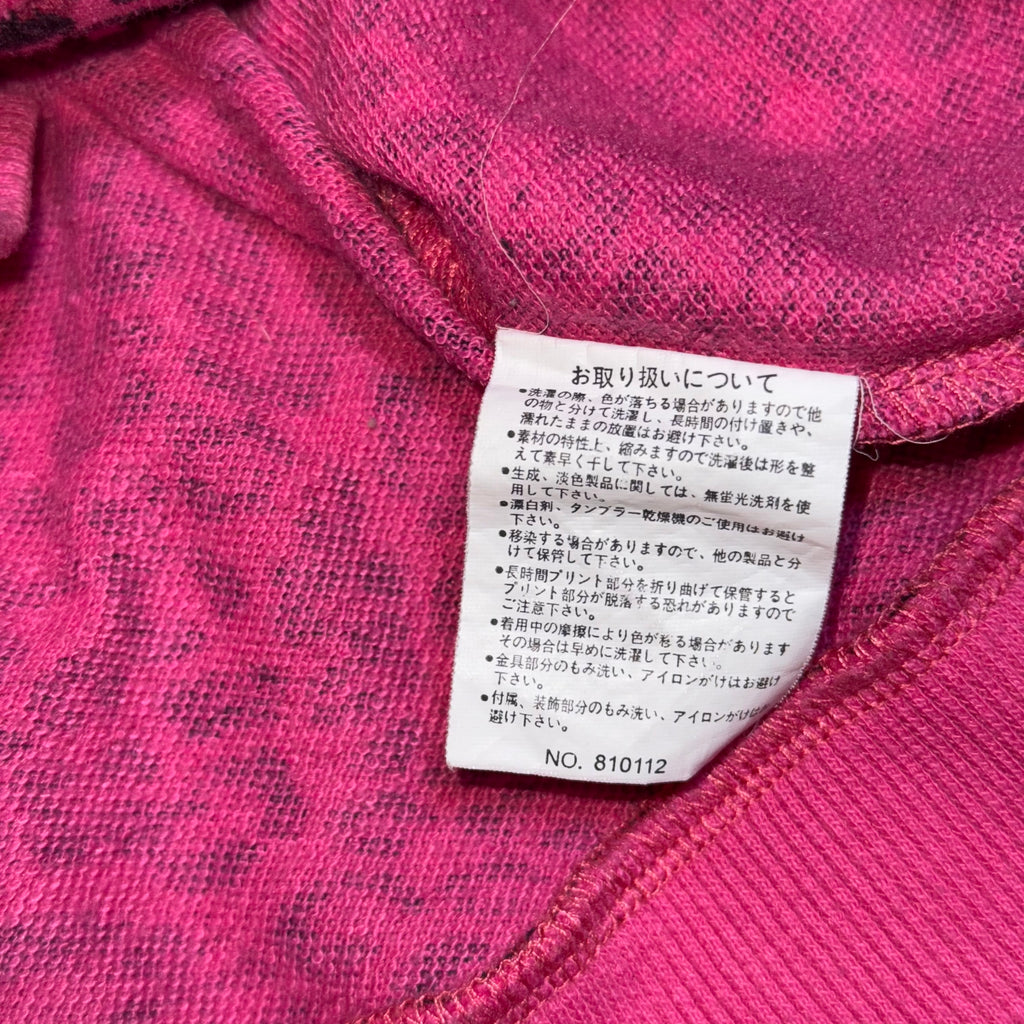 お取り扱いについて
●洗濯の際、色が落ちる場合がありますので他
の物と分けて洗濯し、長時間の付け置きや、
濡れたままの放置はお避け下さい。
●素材の特性上、縮みますので洗濯後は形を整
えて素早く干して下さい。
●生成、淡色製品に関しては、無蛍光洗剤を使
用して下さい。
●漂白剤、タンブラー乾燥機のご使用はお避け
下さい。
●移染する場合がありますので、他の製品と分
けて保管して下さい。
●長時間プリント部分を折り曲げて保管すると
プリント部分が脱落する恐れがありますので
ご注意下さい。
●着用中の摩擦により色が移る場合があります
その場合は早めに洗濯して下さい。
●金具部分のもみ洗い、アイロンがけはお避け
下さい。
●付属、装飾部分のもみ洗い、アイロンがけは
避け下さい。
NO. 810112